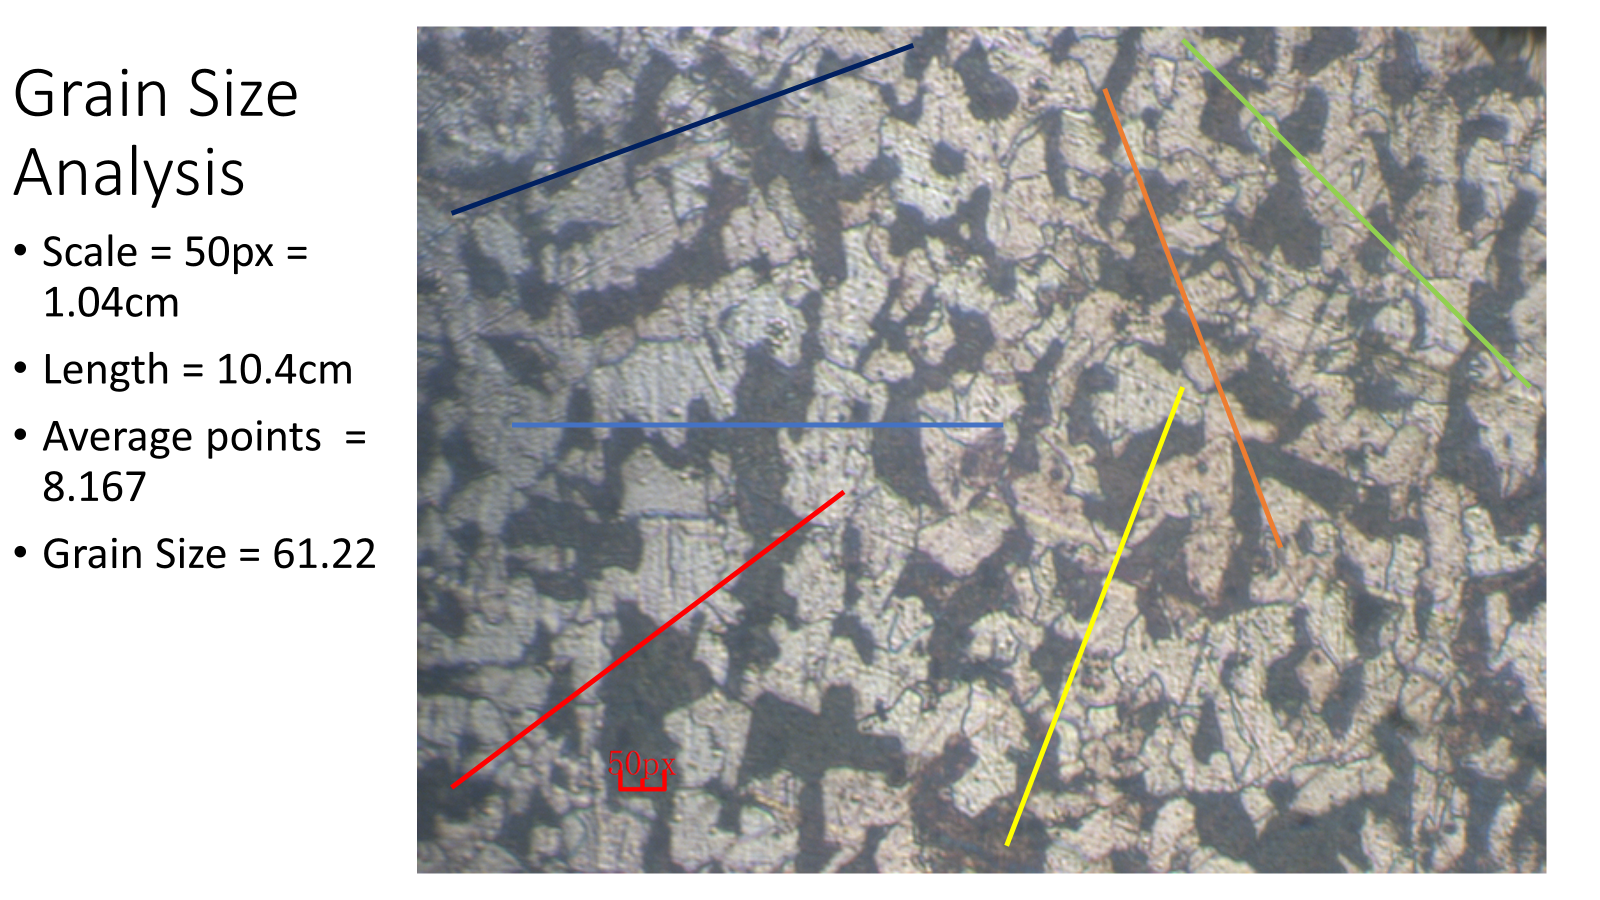 Grain Size
Analysis
• Scale = 50px =
1.04cm
• Length = 10.4cm
• Average points  =
8.167
• Grain Size = 61.22
50px